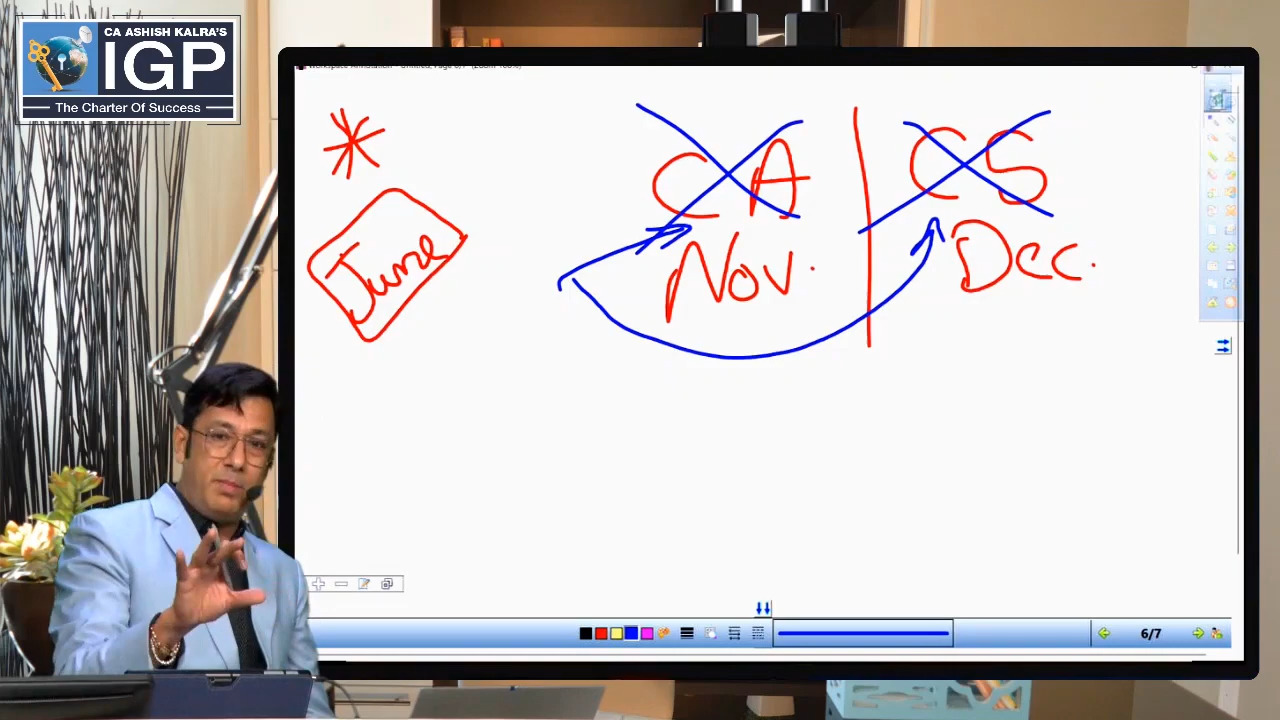 CA ASHISH KALRA'S
IGP
The Charter Of Success
*
June
CA
Nov.
CS
Dec.
6/7